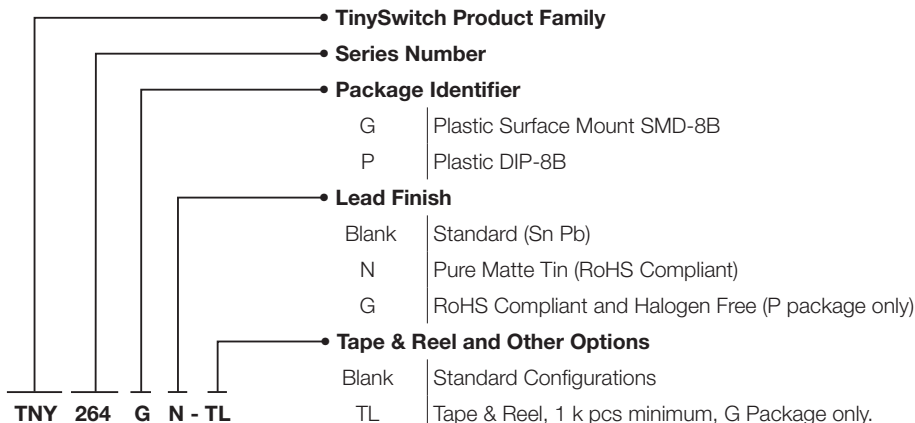 TinySwitch Product Family
Series Number
Package Identifier
G Plastic Surface Mount SMD-8B
P Plastic DIP-8B
Lead Finish
Blank Standard (Sn Pb)
N Pure Matte Tin (RoHS Compliant)
G RoHS Compliant and Halogen Free (P package only)
Tape & Reel and Other Options
Blank Standard Configurations
TNY 264 G N - TL TL Tape & Reel, 1 k pcs minimum, G Package only.